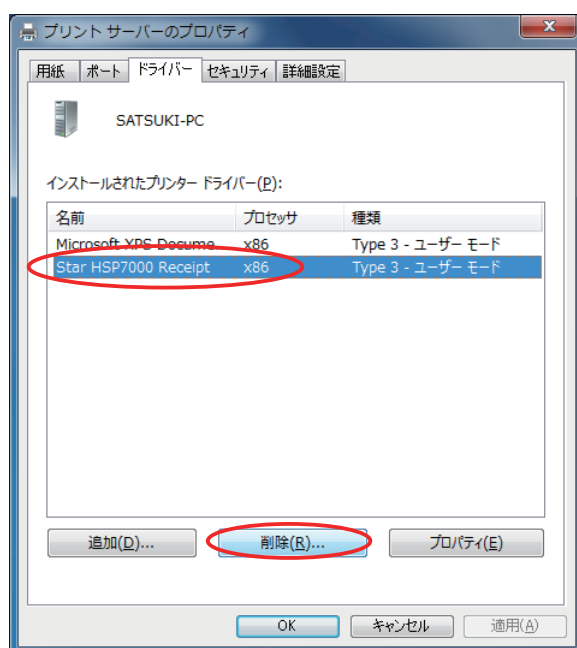 プリント サーバーのプロパティ
用紙 ポート ドライバー セキュリティ 詳細設定
SATSUKI-PC
インストールされたプリンター ドライバー(P):
名前 プロセッサ 種類
Microsoft XPS Docume... x86 Type 3 - ユーザー モード
Star HSP7000 Receipt x86 Type 3 - ユーザー モード
追加(D)... 削除(R)... プロパティ(E)
OK キャンセル 適用(A)